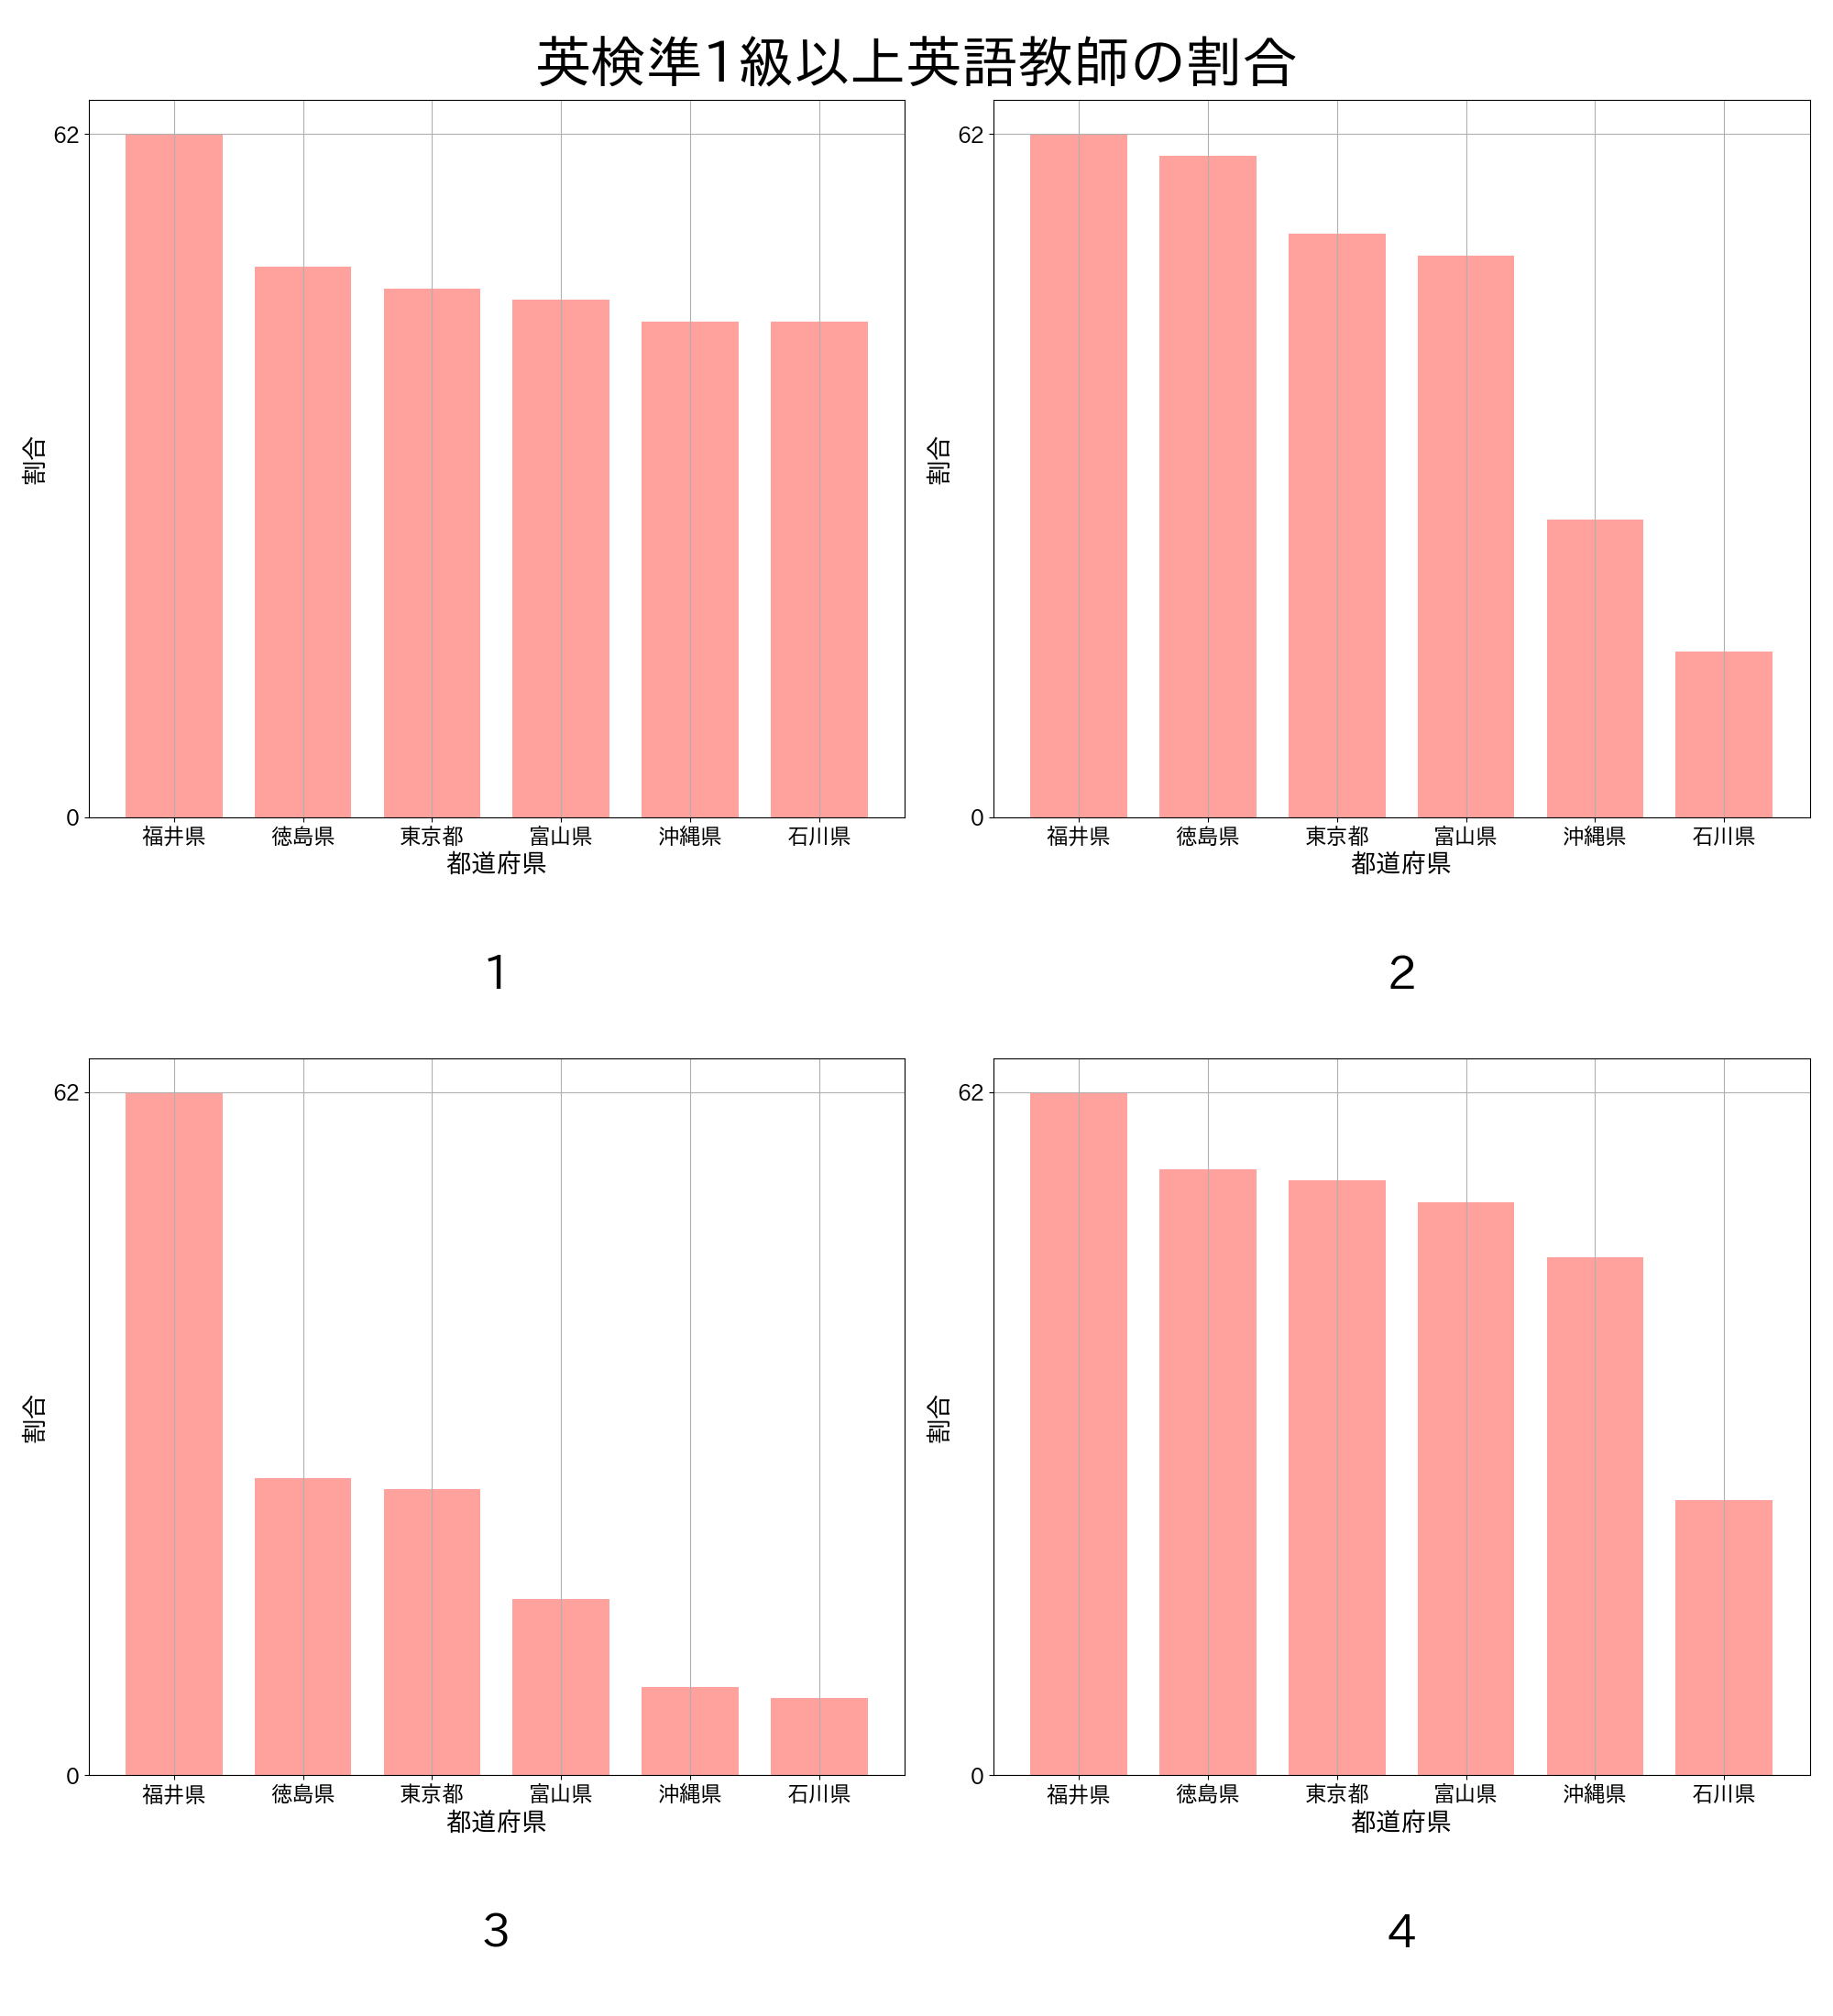 英検準1級以上英語教師の割合
62
0
割合
福井県 徳島県 東京都 富山県 沖縄県 石川県
都道府県
1
62
0
割合
福井県 徳島県 東京都 富山県 沖縄県 石川県
都道府県
2
62
0
割合
福井県 徳島県 東京都 富山県 沖縄県 石川県
都道府県
3
62
0
割合
福井県 徳島県 東京都 富山県 沖縄県 石川県
都道府県
4